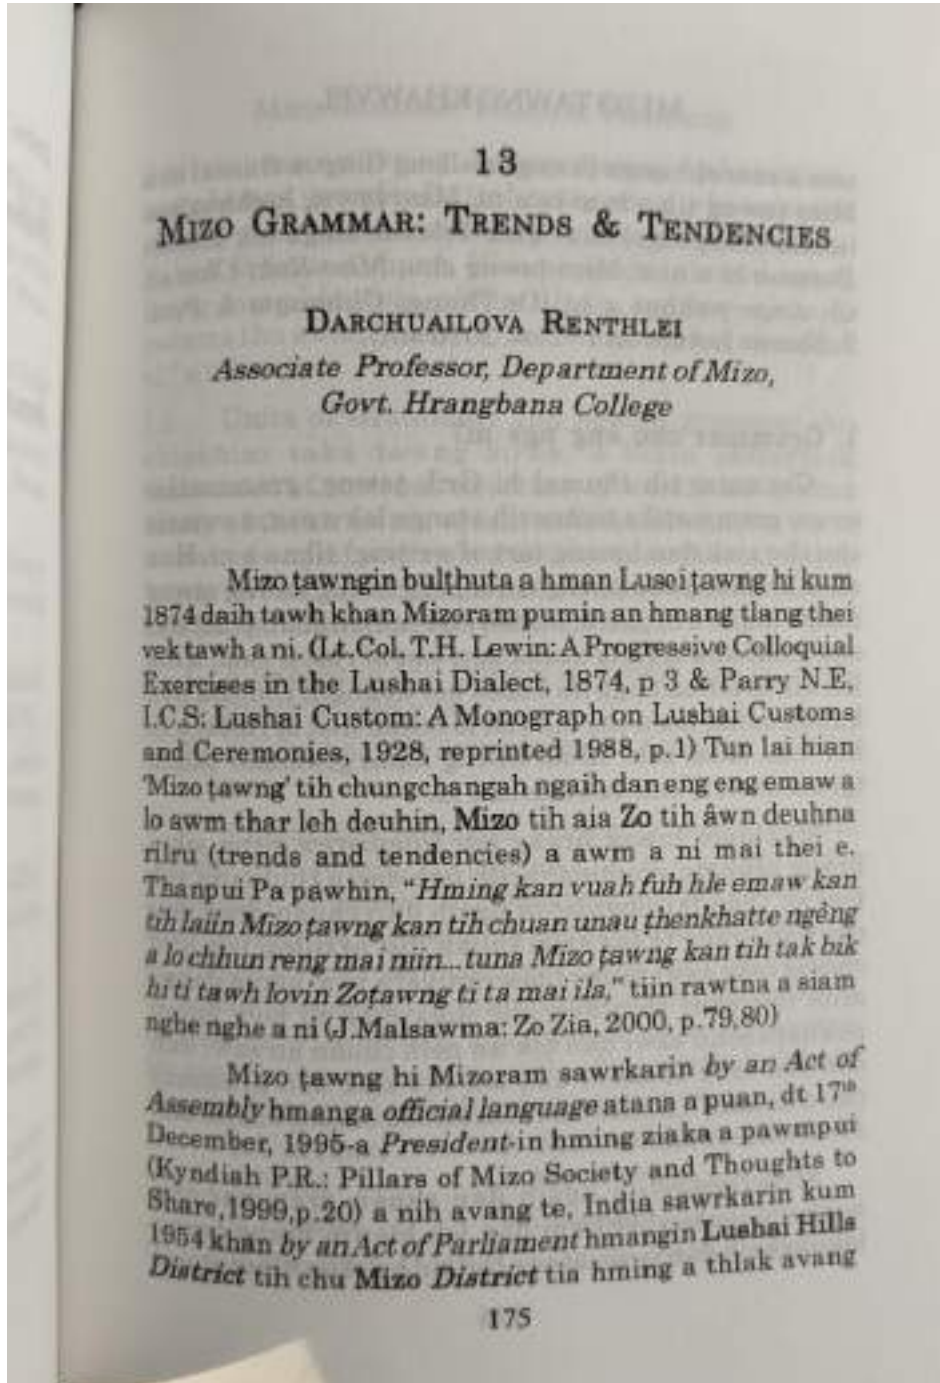 13
MIZO GRAMMAR: TRENDS & TENDENCIES
DARCHUAILOVA RENTHLEI
Associate Professor, Department of Mizo,
Govt. Hrangbana College
Mizo ṭawngin bulṭhuta a hman Lusei ṭawng hi kum
1874 daih tawh khan Mizoram pumin an hmang tlang thei
vek tawh a ni. (Lt.Col. T.H. Lewin: A Progressive Colloquial
Exercises in the Lushai Dialect, 1874, p 3 & Parry N.E,
I.C.S: Lushai Custom: A Monograph on Lushai Customs
and Ceremonies, 1928, reprinted 1988, p.1) Tun lai hian
'Mizo ṭawng' tih chungchangah ngaih dan eng eng emaw a
lo awm thar leh deuhin, Mizo tih aia Zo tih âwn deuhna
rilru (trends and tendencies) a awm a ni mai thei e.
Thanpui Pa pawhin, "Hming kan vuah fuh hle emaw kan
tih laiin Mizo ṭawng kan tih chuan unau ṭhenkhatte ngêng
a lo chhun reng mai niin...tuna Mizo ṭawng kan tih tak bik
hi ti tawh lovin Zoṭawng ti ta mai ila," tiin rawtna a siam
nghe nghe a ni (J.Malsawma: Zo Zia, 2000, p.79,80)
Mizo ṭawng hi Mizoram sawrkarin by an Act of
Assembly hmanga official language atana a puan, dt 17th
December, 1995-a President-in hming ziaka a pawmpui
(Kyndiah P.R.: Pillars of Mizo Society and Thoughts to
Share,1999,p.20) a nih avang te, India sawrkarin kum
1954 khan by an Act of Parliament hmangin Lushai Hills
District tih chu Mizo District tia hming a thlak avang
175